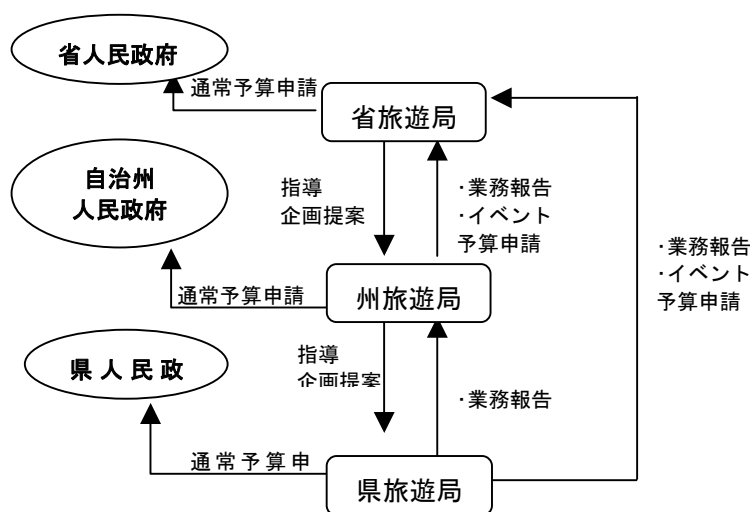 省人民政府
通常予算申請
省旅遊局
自治州
人民政府
指導
企画提案
・業務報告
・イベント
予算申請
・業務報告
・イベント
予算申請
通常予算申請
州旅遊局
県人民政
指導
企画提案
・業務報告
通常予算申
県旅遊局